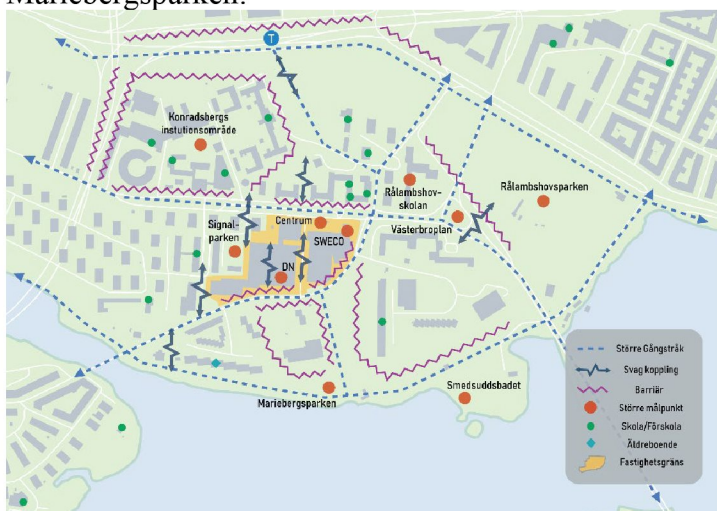 Mariebergsparken.
T
Konradsbergs
instutionsområde
Rålambshov-
skolan
Rålambshovsparken
Centrum
Signal-
parken
SWECO
Västerbroplan
DN
Större Gångstråk
Svag koppling
Barriär
Större målpunkt
Skola/Förskola
Äldreboende
Fastighetsgräns
Smedsuddsbadet
Mariebergsparken